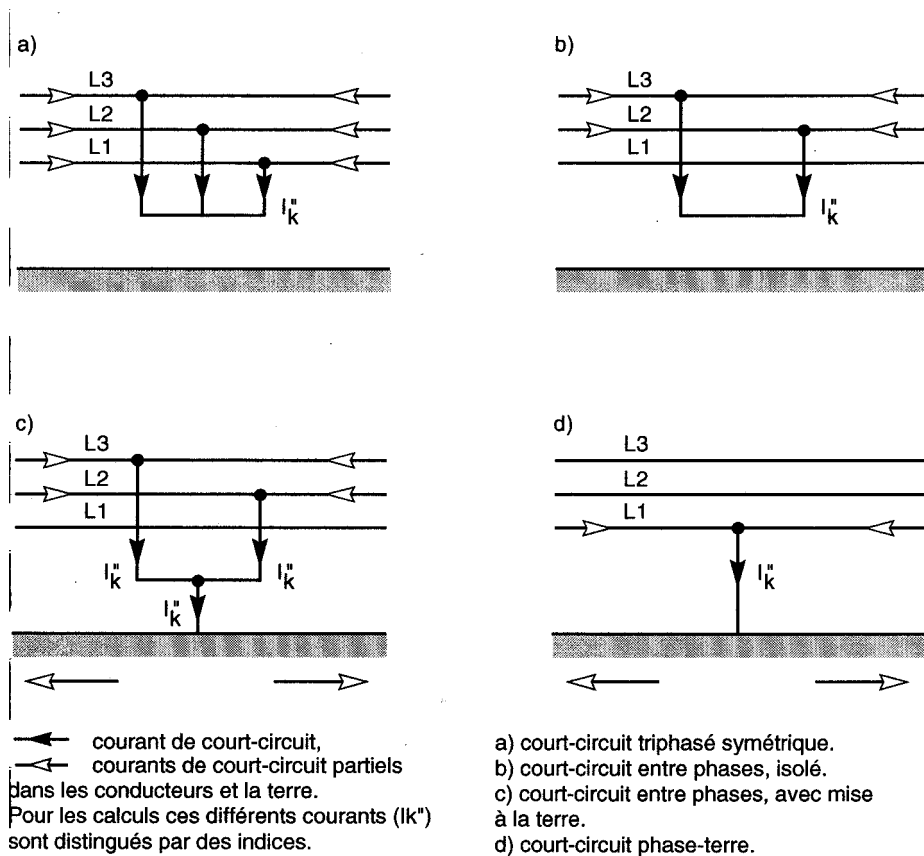 a)
L3
L2
L1
I"k
b)
L3
L2
L1
I"k
c)
L3
L2
L1
I"k
I"k
I"k
d)
L3
L2
L1
I"k
courant de court-circuit,
courants de court-circuit partiels
dans les conducteurs et la terre.
Pour les calculs ces différents courants (Ik")
sont distingués par des indices.
a) court-circuit triphasé symétrique.
b) court-circuit entre phases, isolé.
c) court-circuit entre phases, avec mise
à la terre.
d) court-circuit phase-terre.